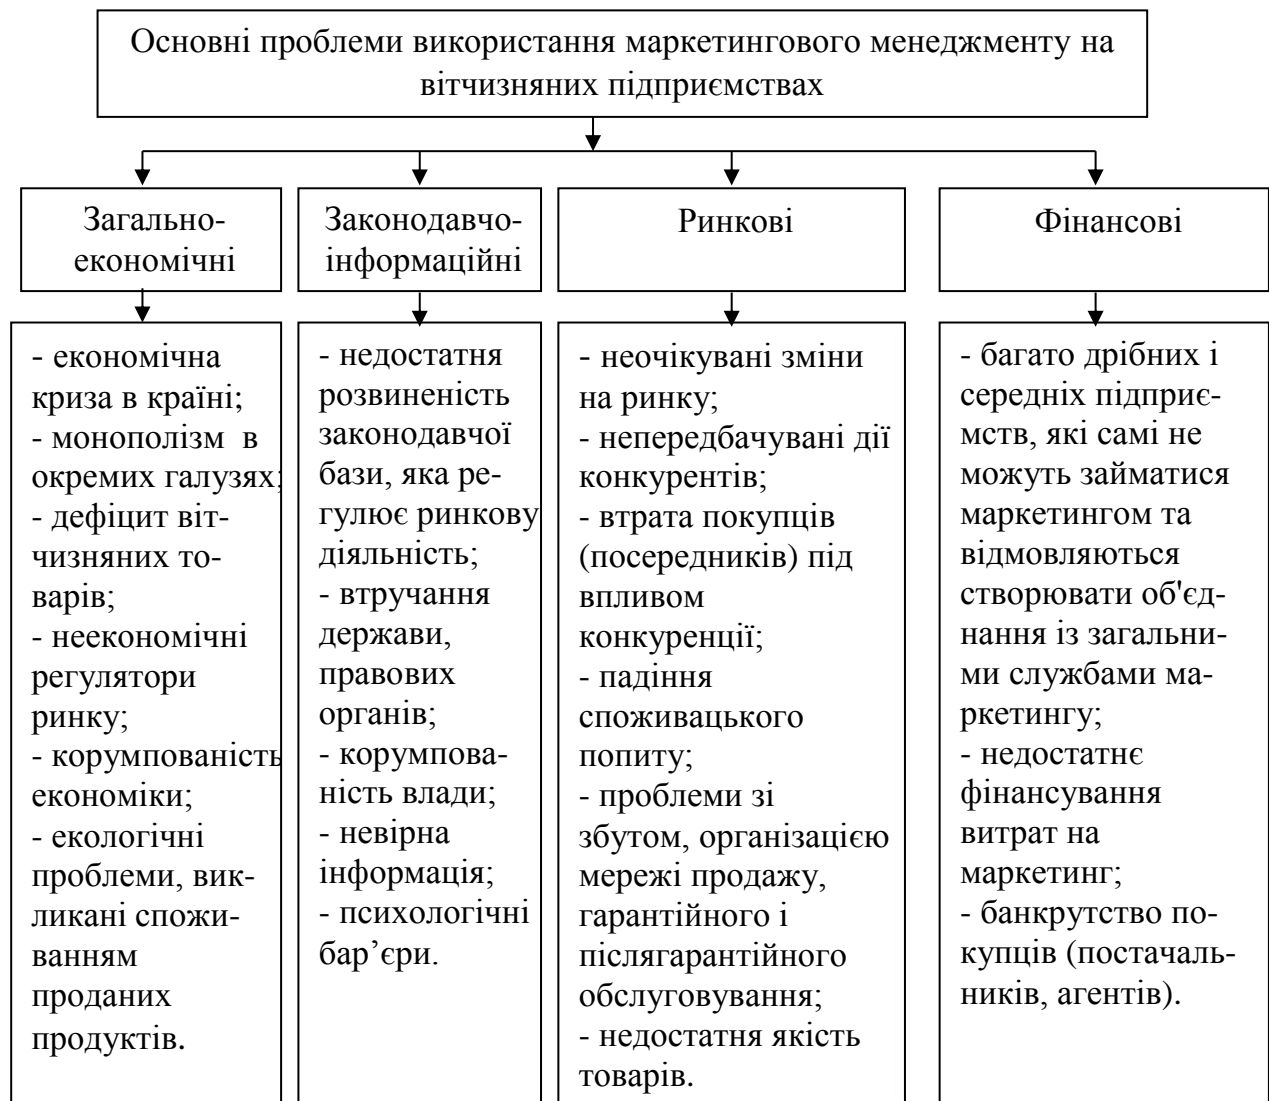 Основні проблеми використання маркетингового менеджменту на
вітчизняних підприємствах
Загально-
економічні
Законодавчо-
інформаційні
Ринкові
Фінансові
- економічна
криза в країні;
- монополізм в
окремих галузях;
- дефіцит віт-
чизняних то-
варів;
- неекономічні
регулятори
ринку;
- корумпованість
економіки;
- екологічні
проблеми, вик-
ликані спожи-
ванням
проданих
продуктів.
- недостатня
розвиненість
законодавчої
бази, яка ре-
гулює ринкову
діяльність;
- втручання
держави,
правових
органів;
- корумпова-
ність влади;
- невірна
інформація;
- психологічні
бар’єри.
- неочікувані зміни
на ринку;
- непередбачувані дії
конкурентів;
- втрата покупців
(посередників) під
впливом
конкуренції;
- падіння
споживацького
попиту;
- проблеми зі
збутом, організацією
мережі продажу,
гарантійного і
післягарантійного
обслуговування;
- недостатня якість
товарів.
- багато дрібних і
середніх підприє-
мств, які самі не
можуть займатися
маркетингом та
відмовляються
створювати об'єд-
нання із загальни-
ми службами ма-
ркетингу;
- недостатнє
фінансування
витрат на
маркетинг;
- банкрутство по-
купців (постачаль-
ників, агентів).